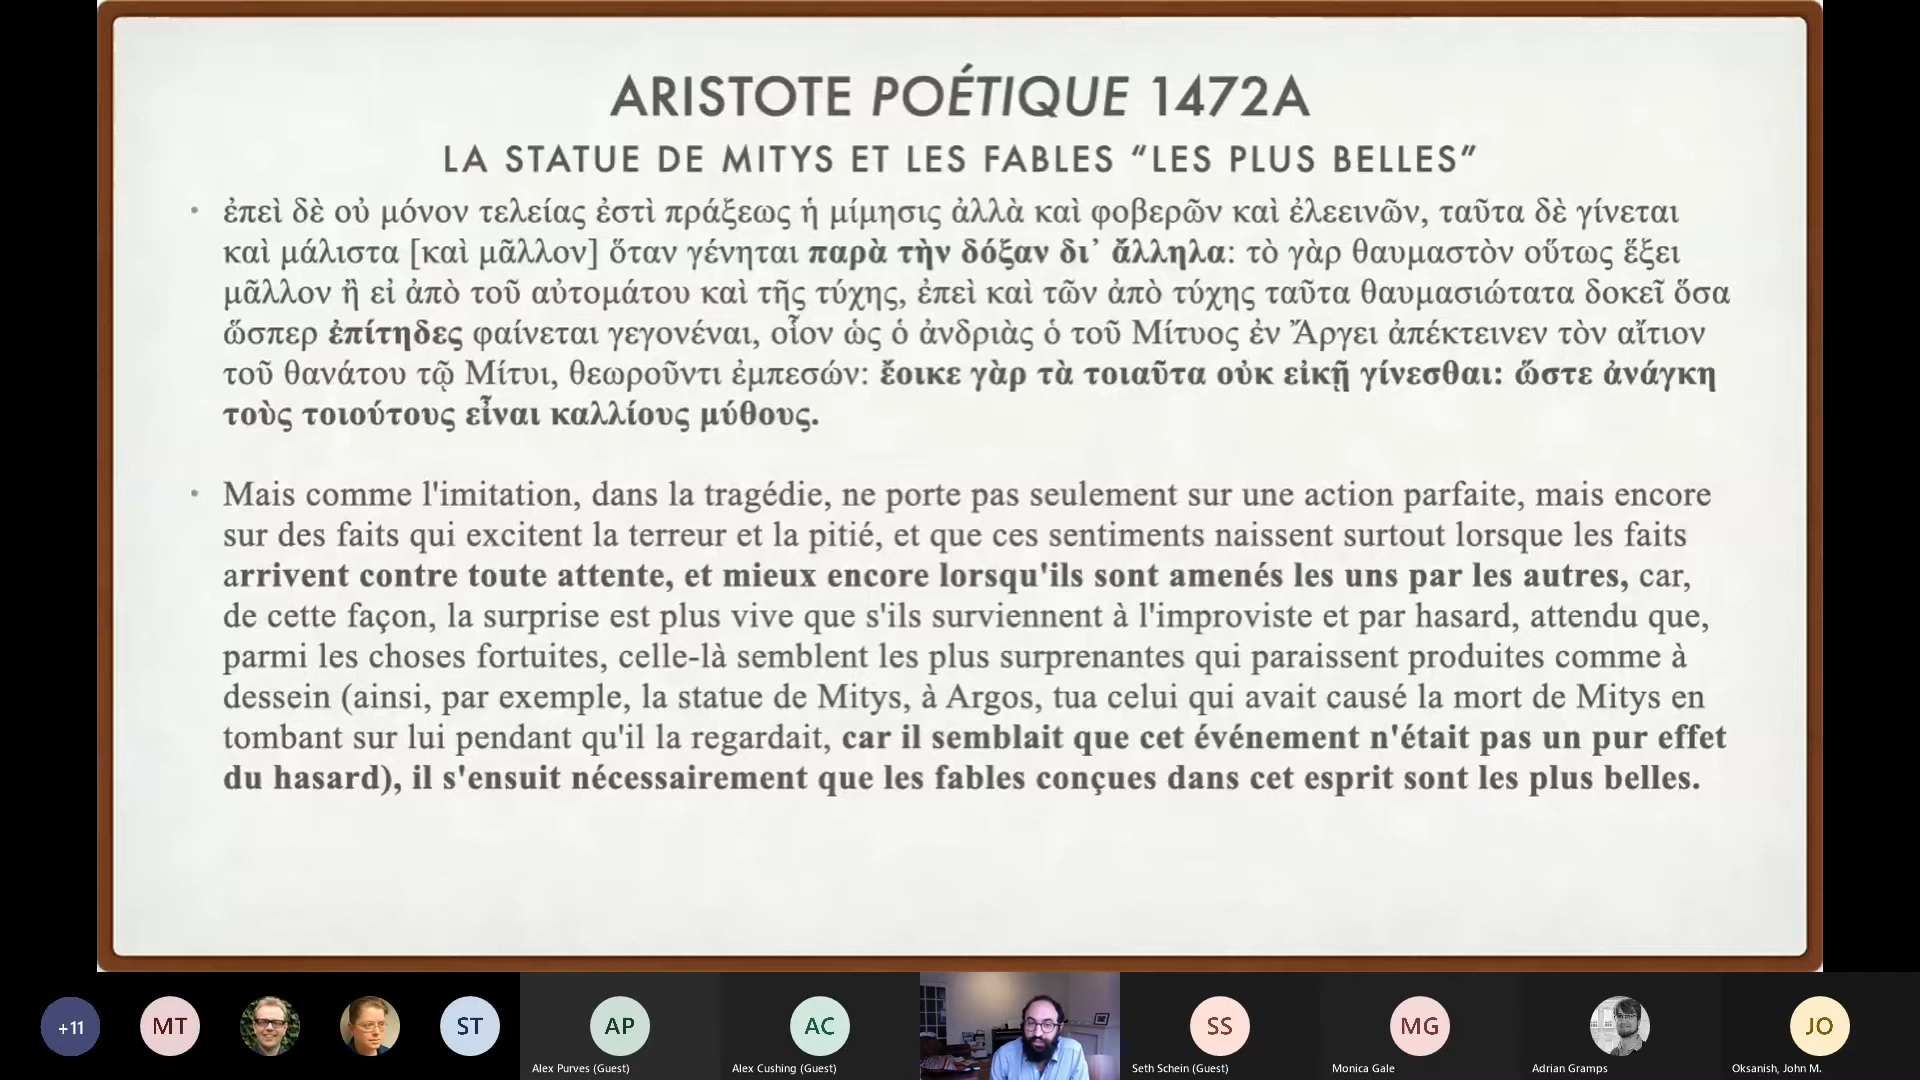 ARISTOTE POÉTIQUE 1472A
LA STATUE DE MITYS ET LES FABLES “LES PLUS BELLES”
• ἐπεὶ δὲ οὐ μόνον τελείας ἐστὶ πράξεως ἡ μίμησις ἀλλὰ καὶ φοβερῶν καὶ ἐλεεινῶν, ταῦτα δὲ γίνεται
καὶ μάλιστα [καὶ μᾶλλον] ὅταν γένηται παρὰ τὴν δόξαν δι᾽ ἄλληλα: τὸ γὰρ θαυμαστὸν οὕτως ἕξει
μᾶλλον ἢ εἰ ἀπὸ τοῦ αὐτομάτου καὶ τῆς τύχης, ἐπεὶ καὶ τῶν ἀπὸ τύχης ταῦτα θαυμασιώτατα δοκεῖ ὅσα
ὥσπερ ἐπίτηδες φαίνεται γεγονέναι, οἷον ὡς ὁ ἀνδριὰς ὁ τοῦ Μίτυος ἐν Ἄργει ἀπέκτεινεν τὸν αἴτιον
τοῦ θανάτου τῷ Μίτυι, θεωροῦντι ἐμπεσών: ἔοικε γὰρ τὰ τοιαῦτα οὐκ εἰκῇ γίνεσθαι: ὥστε ἀνάγκη
τοὺς τοιούτους εἶναι καλλίους μύθους.
• Mais comme l'imitation, dans la tragédie, ne porte pas seulement sur une action parfaite, mais encore
sur des faits qui excitent la terreur et la pitié, et que ces sentiments naissent surtout lorsque les faits
arrivent contre toute attente, et mieux encore lorsqu'ils sont amenés les uns par les autres, car,
de cette façon, la surprise est plus vive que s'ils surviennent à l'improviste et par hasard, attendu que,
parmi les choses fortuites, celle-là semblent les plus surprenantes qui paraissent produites comme à
dessein (ainsi, par exemple, la statue de Mitys, à Argos, tua celui qui avait causé la mort de Mitys en
tombant sur lui pendant qu'il la regardait, car il semblait que cet événement n'était pas un pur effet
du hasard), il s'ensuit nécessairement que les fables conçues dans cet esprit sont les plus belles.
+11
MT
ST
AP
Alex Purves (Guest)
AC
Alex Cushing (Guest)
SS
Seth Schein (Guest)
MG
Monica Gale
Adrian Gramps
JO
Oksanish, John M.